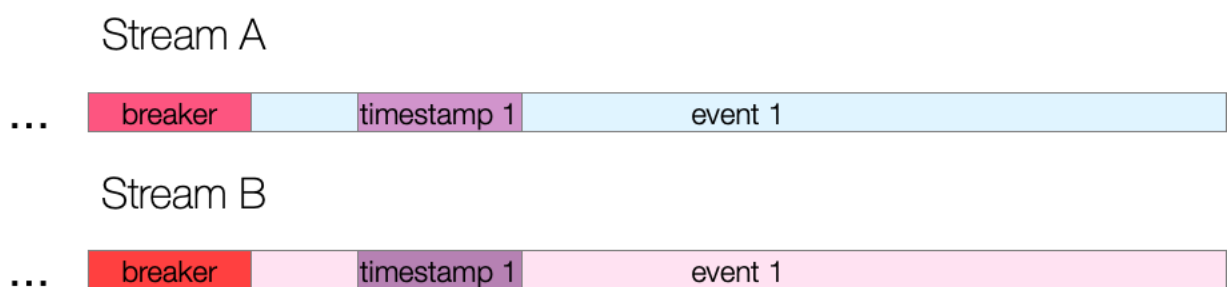 Stream A
... breaker timestamp 1 event 1
Stream B
... breaker timestamp 1 event 1